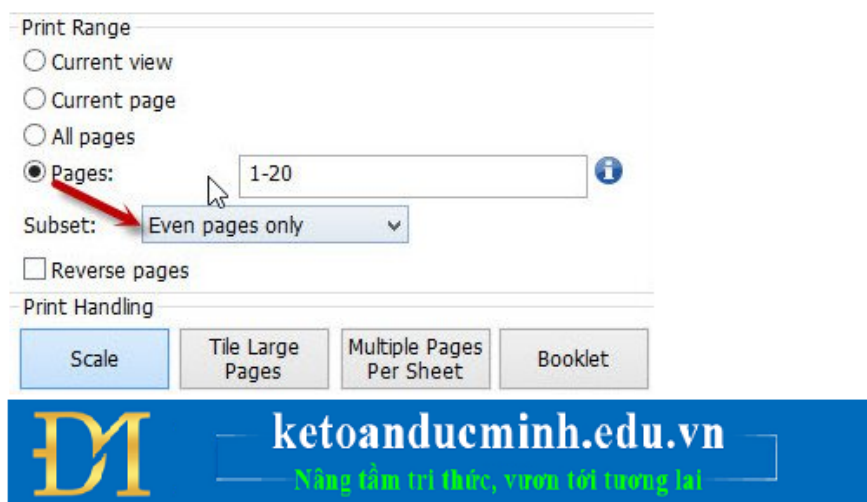 Print Range
Current view
Current page
All pages
Pages: 1-20
Subset: Even pages only
Reverse pages
Print Handling
Scale
Tile Large
Pages
Multiple Pages
Per Sheet
Booklet
ĐM
ketoanducminh.edu.vn
Nâng tầm tri thức, vươn tới tương lai